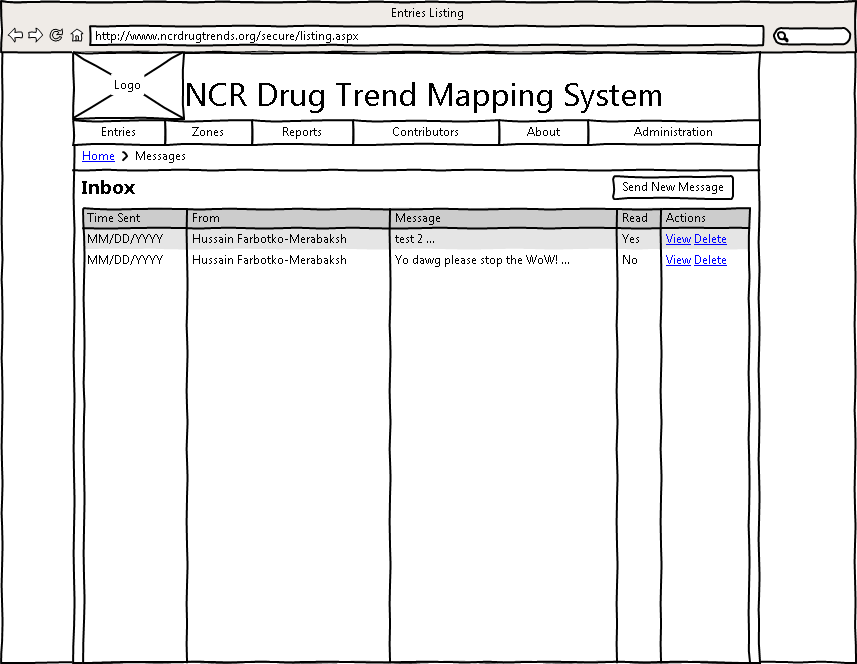 Entries Listing
http://www.ncrdrugtrends.org/secure/listing.aspx
Logo
NCR Drug Trend Mapping System
Entries Zones Reports Contributors About Administration
Home > Messages
Inbox Send New Message
Time Sent From Message Read Actions
MM/DD/YYYY Hussain Farbotko-Merabaksh test 2 ... Yes View Delete
MM/DD/YYYY Hussain Farbotko-Merabaksh Yo dawg please stop the WoW! ... No View Delete